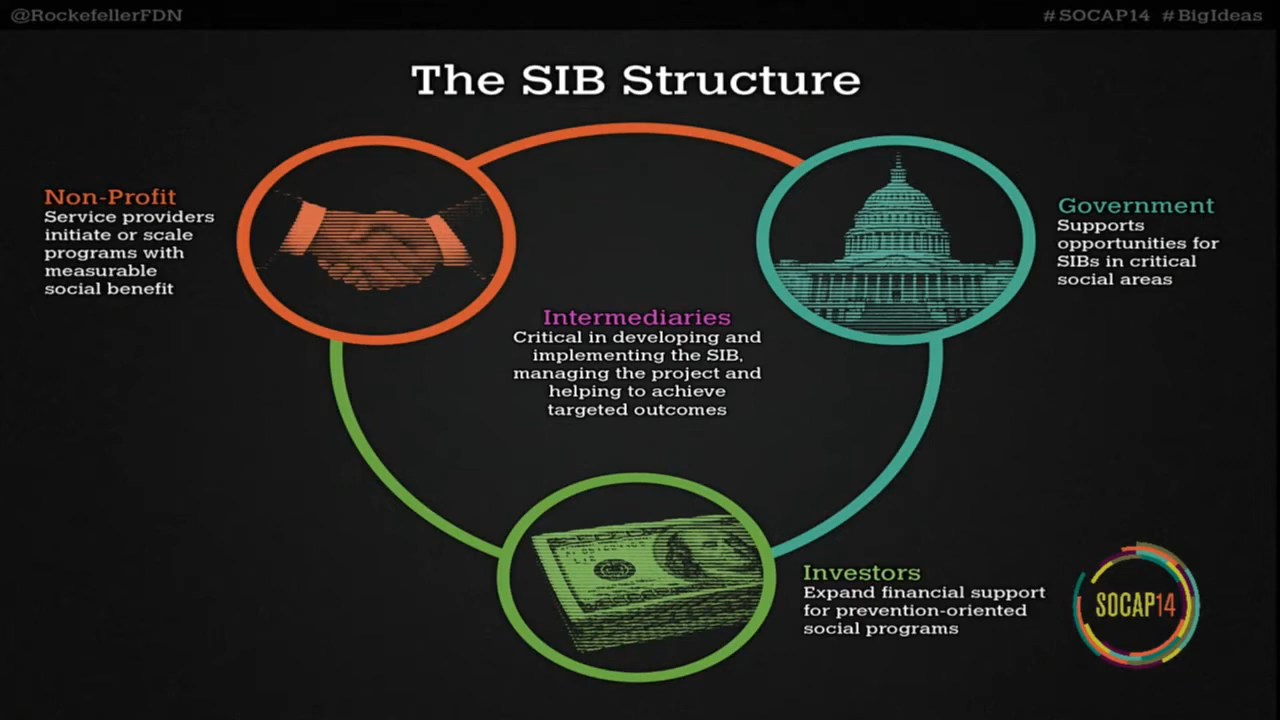 @RockefellerFDN
#SOCAP14 #BigIdeas
The SIB Structure
Non-Profit
Service providers
initiate or scale
programs with
measurable
social benefit
Government
Supports
opportunities for
SIBs in critical
social areas
Intermediaries
Critical in developing and
implementing the SIB,
managing the project and
helping to achieve
targeted outcomes
Investors
Expand financial support
for prevention-oriented
social programs
SOCAP14